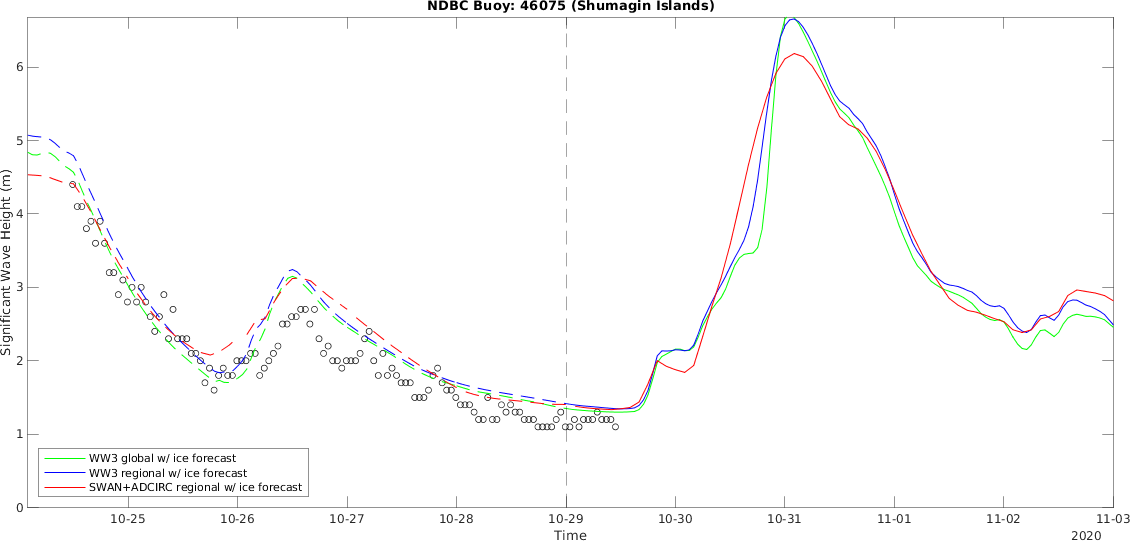 NDBC Buoy: 46075 (Shumagin Islands)
Significant Wave Height (m)
6
5
4
3
2
1
0
WW3 global w/ ice forecast
WW3 regional w/ ice forecast
SWAN+ADCIRC regional w/ ice forecast
10-25 10-26 10-27 10-28 10-29 10-30 10-31 11-01 11-02 11-03
Time
2020